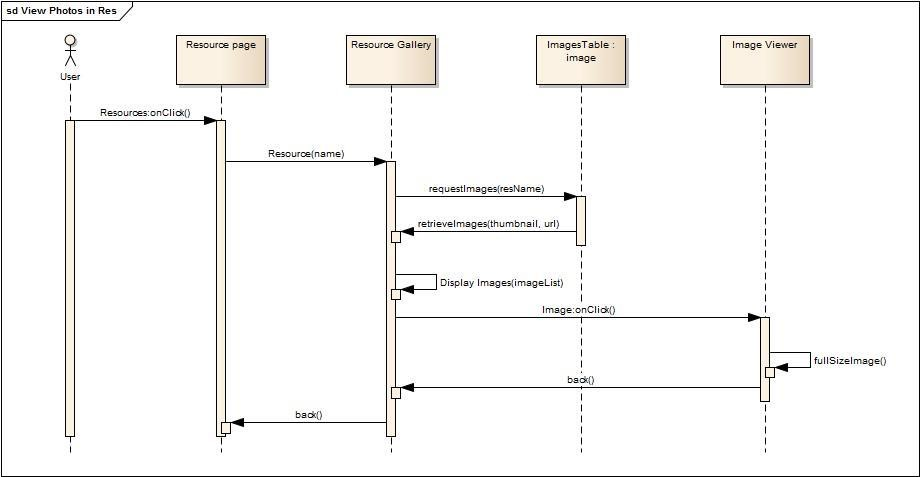 sd View Photos in Res
User
Resource page
Resource Gallery
ImagesTable :
image
Image Viewer
Resources:onClick()
Resource(name)
requestImages(resName)
retrieveImages(thumbnail, url)
Display Images(imageList)
Image:onClick()
fullSizeImage()
back()
back()